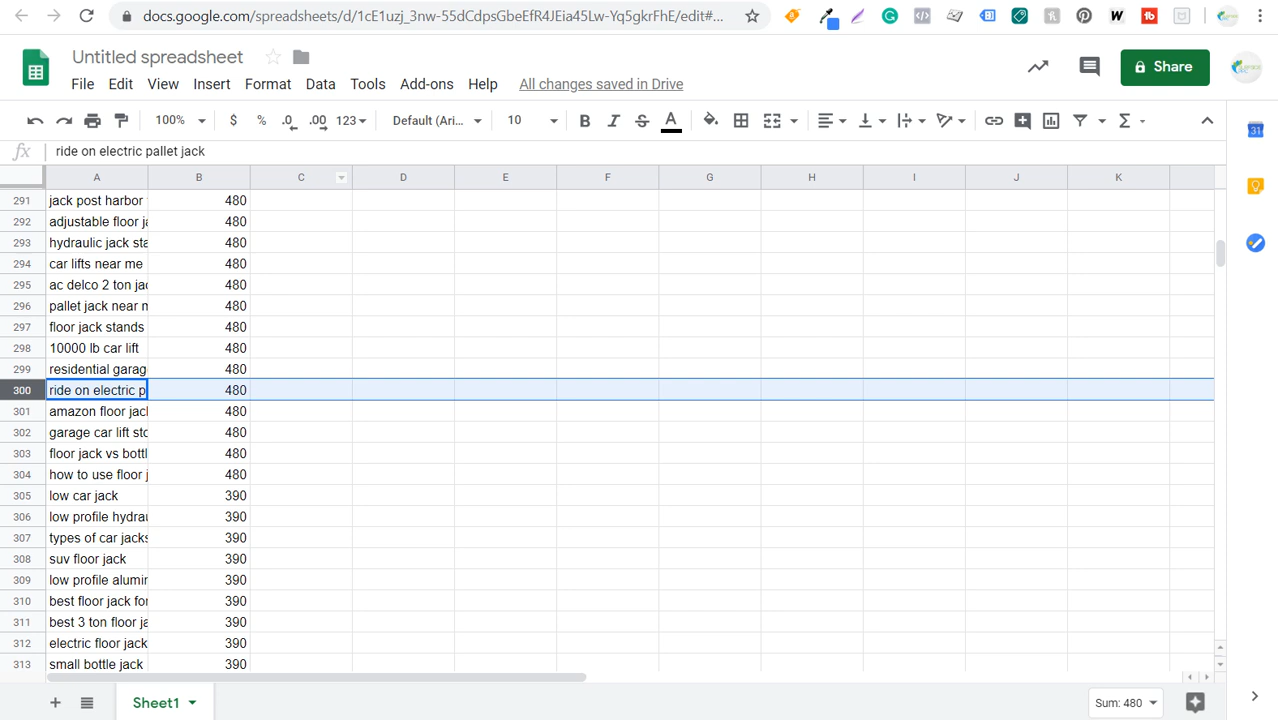 docs.google.com/spreadsheets/d/1cE1uzj_3nw-55dCdpsGbeEfR4JEia45Lw-Yq5gkrFhE/edit#...
Untitled spreadsheet
File Edit View Insert Format Data Tools Add-ons Help All changes saved in Drive
Share
100% $ % .0 .00 123 Default (Ari... 10 B I S A
fx ride on electric pallet jack
A B C D E F G H I J K
291 jack post harbor 480
292 adjustable floor ja 480
293 hydraulic jack sta 480
294 car lifts near me 480
295 ac delco 2 ton jac 480
296 pallet jack near m 480
297 floor jack stands 480
298 10000 lb car lift 480
299 residential garag 480
300 ride on electric p 480
301 amazon floor jack 480
302 garage car lift sto 480
303 floor jack vs bottl 480
304 how to use floor j 480
305 low car jack 390
306 low profile hydrau 390
307 types of car jacks 390
308 suv floor jack 390
309 low profile alumin 390
310 best floor jack for 390
311 best 3 ton floor ja 390
312 electric floor jack 390
313 small bottle jack 390
+ Sheet1 Sum: 480